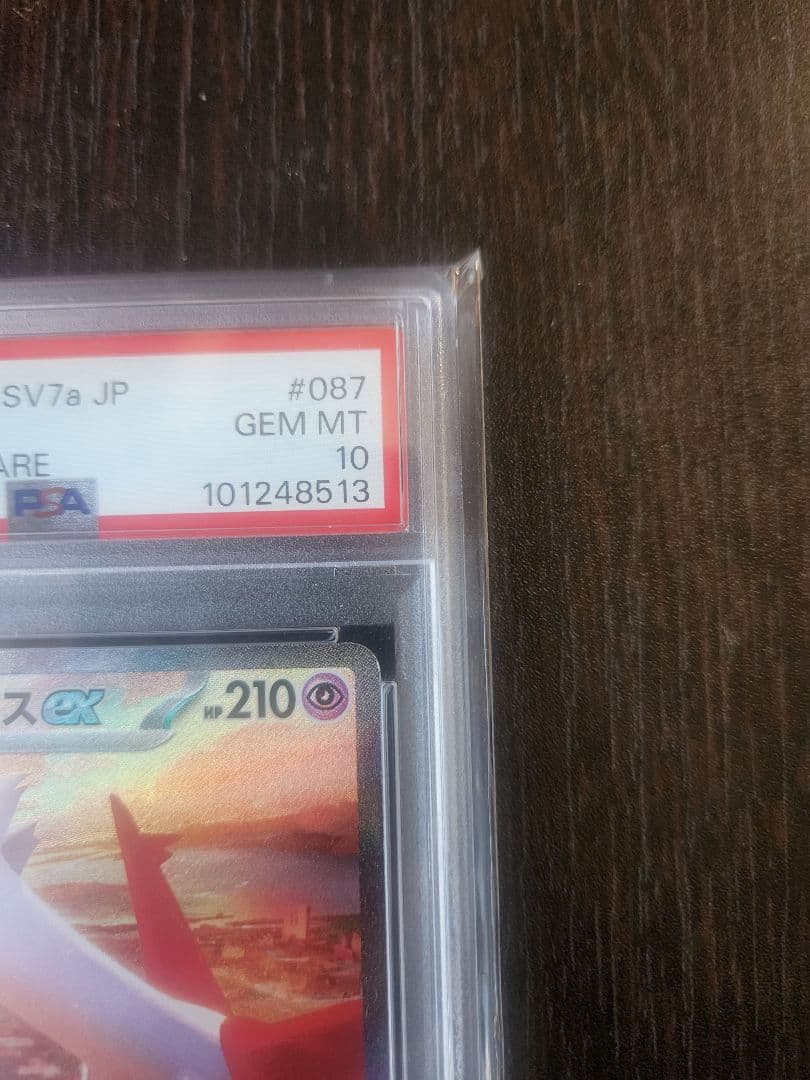 SV7a JP #087
GEM MT
ARE 10
PSA 101248513
スex HP210